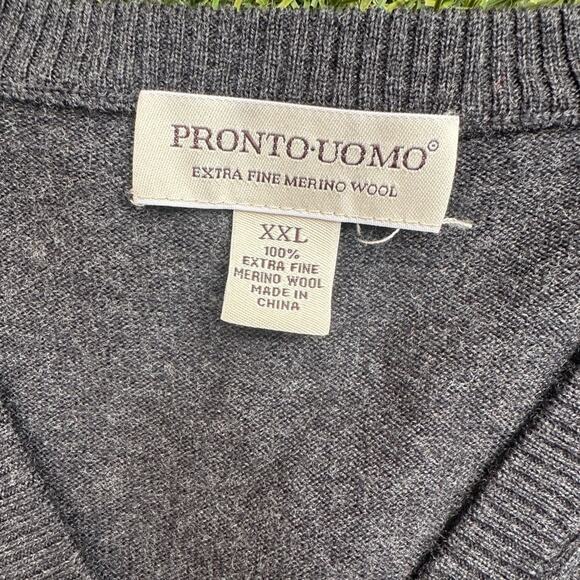 PRONTO·UOMO©
EXTRA FINE MERINO WOOL
XXL
100%
EXTRA FINE
MERINO WOOL
MADE IN
CHINA